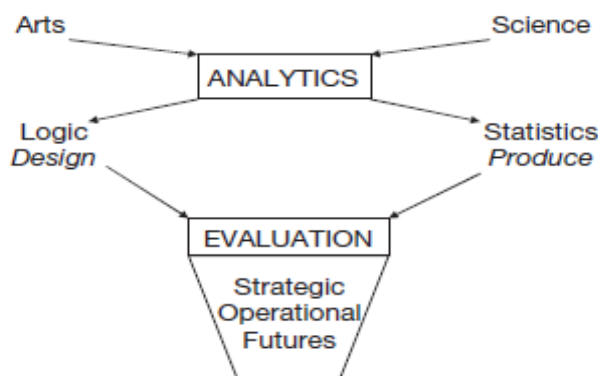 Arts
Science
ANALYTICS
Logic
Design
Statistics
Produce
EVALUATION
Strategic
Operational
Futures